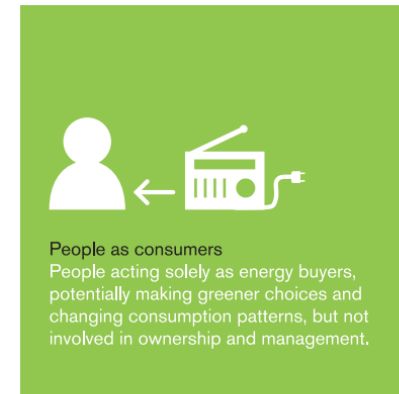 People as consumers
People acting solely as energy buyers,
potentially making greener choices and
changing consumption patterns, but not
involved in ownership and management.